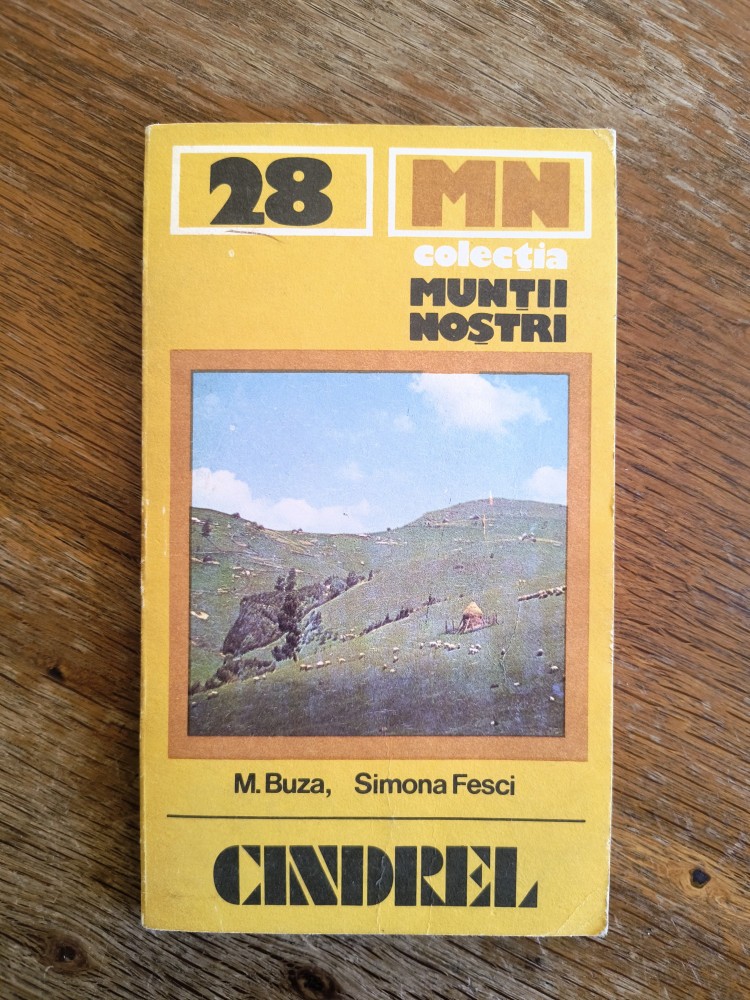 28
MN
colecția
MUNȚII
NOȘTRI
M. Buza, Simona Fesci
CINDREL